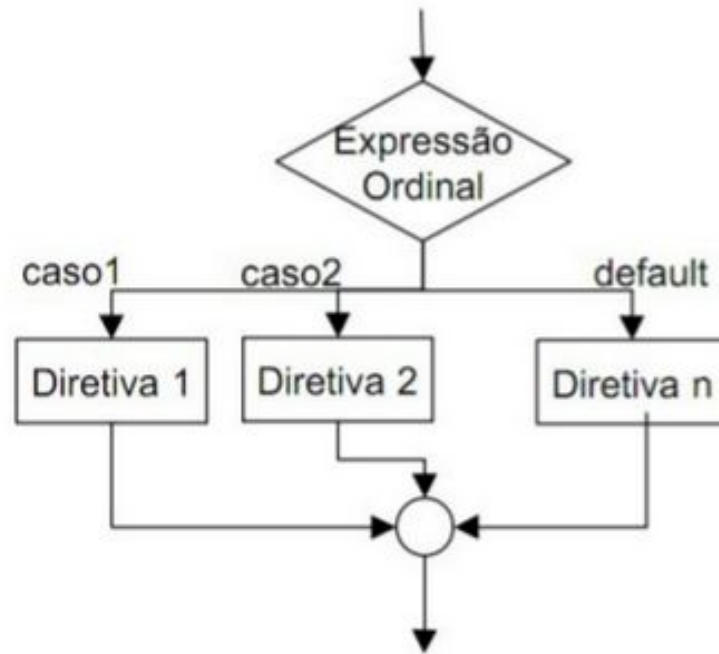 Expressão
Ordinal
caso1
caso2
default
Diretiva 1
Diretiva 2
Diretiva n